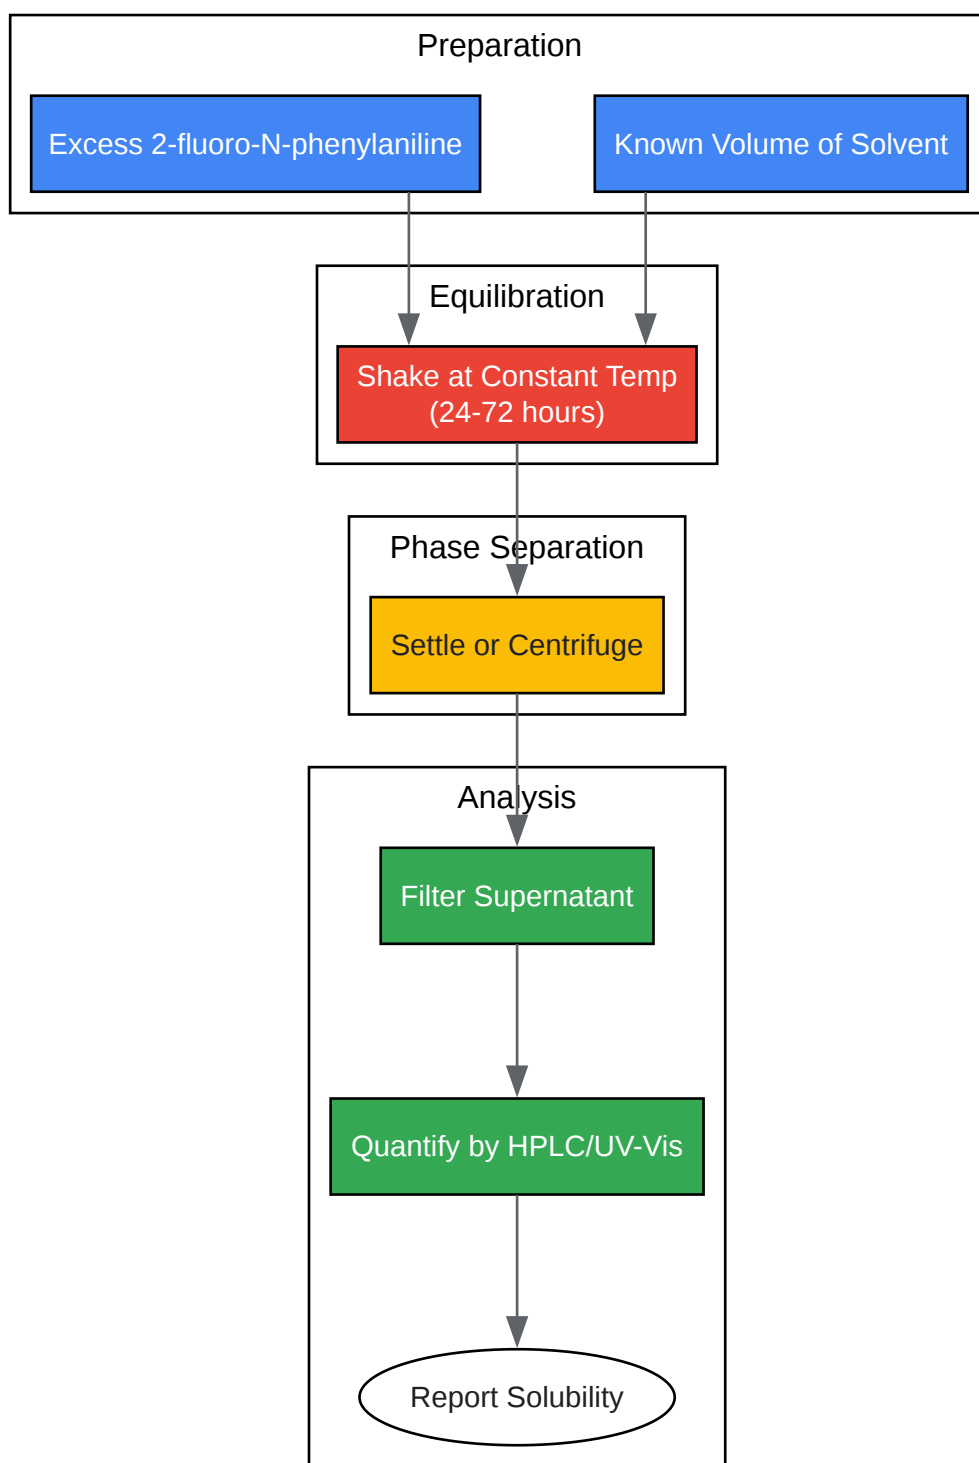 Preparation
Excess 2-fluoro-N-phenylaniline
Known Volume of Solvent
Equilibration
Shake at Constant Temp
(24-72 hours)
Phase Separation
Settle or Centrifuge
Analysis
Filter Supernatant
Quantify by HPLC/UV-Vis
Report Solubility